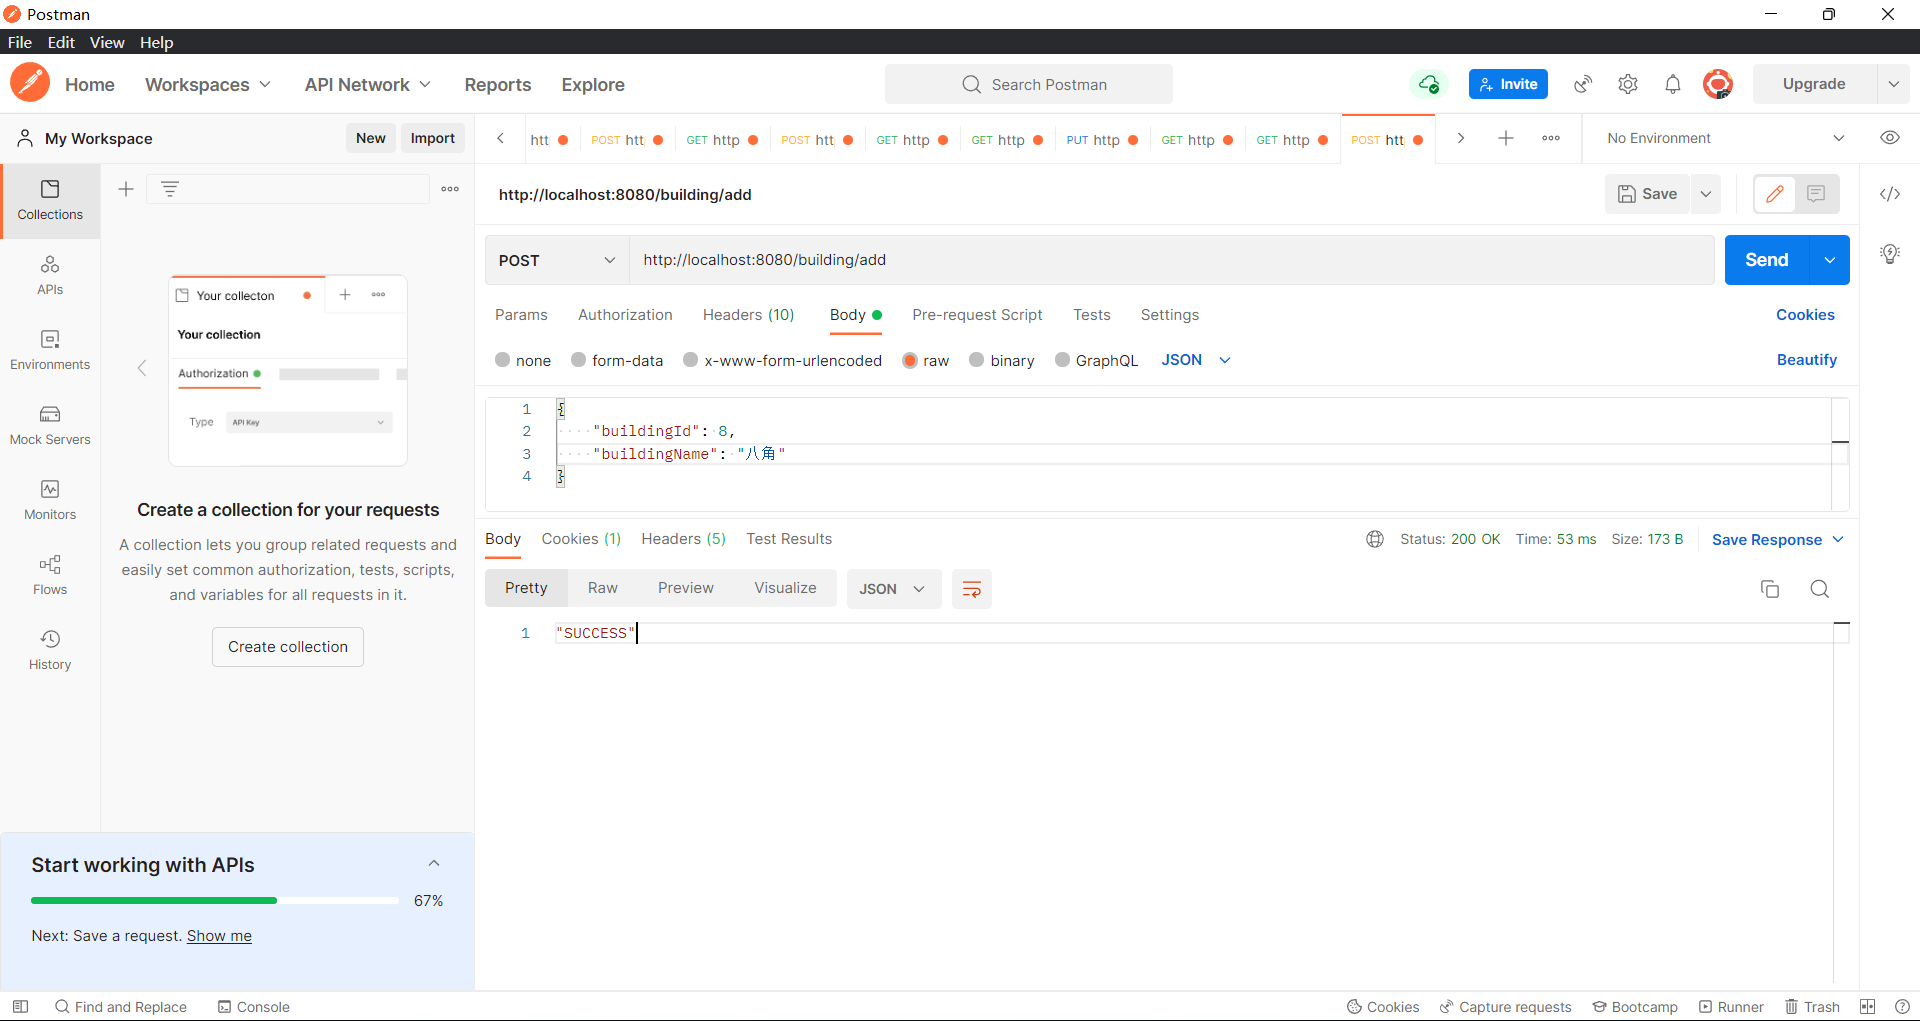 Postman
File Edit View Help
Home Workspaces API Network Reports Explore Search Postman Invite Upgrade
My Workspace New Import
htt POST htt GET http POST htt GET http GET http PUT http GET http GET http POST htt No Environment
Collections
APIs
Environments
Mock Servers
Monitors
Flows
History
Your collecton
Your collection
Authorization
Type API Key
Create a collection for your requests
A collection lets you group related requests and
easily set common authorization, tests, scripts,
and variables for all requests in it.
Create collection
Start working with APIs
67%
Next: Save a request. Show me
http://localhost:8080/building/add Save
POST http://localhost:8080/building/add Send
Params Authorization Headers (10) Body Pre-request Script Tests Settings Cookies
none form-data x-www-form-urlencoded raw binary GraphQL JSON Beautify
1 {
2 "buildingId": 8,
3 "buildingName": "八角"
4 }
Body Cookies (1) Headers (5) Test Results Status: 200 OK Time: 53 ms Size: 173 B Save Response
Pretty Raw Preview Visualize JSON
1 "SUCCESS"
Find and Replace Console Cookies Capture requests Bootcamp Runner Trash